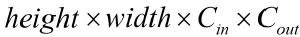 height × width × C_in × C_out